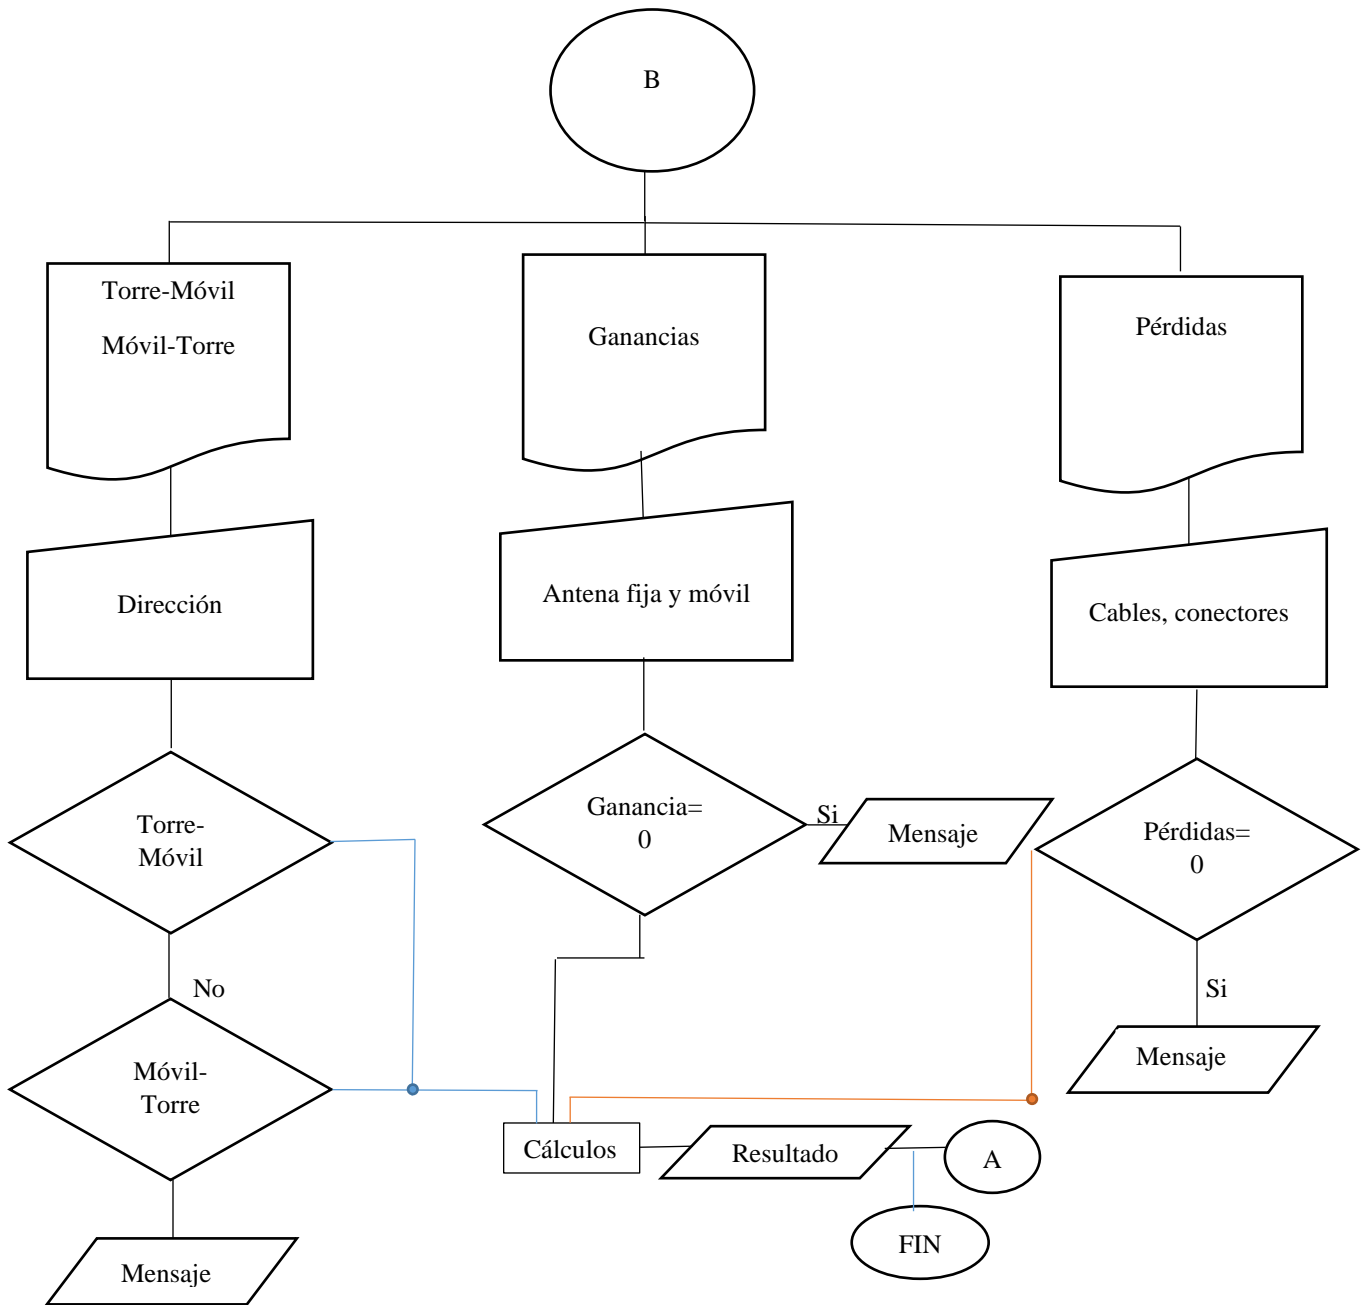 B
Torre-Móvil
Móvil-Torre
Ganancias
Pérdidas
Dirección
Antena fija y móvil
Cables, conectores
Torre-
Móvil
Ganancia=
0
Si
Mensaje
Pérdidas=
0
No
Si
Móvil-
Torre
Mensaje
Cálculos
Resultado
A
FIN
Mensaje